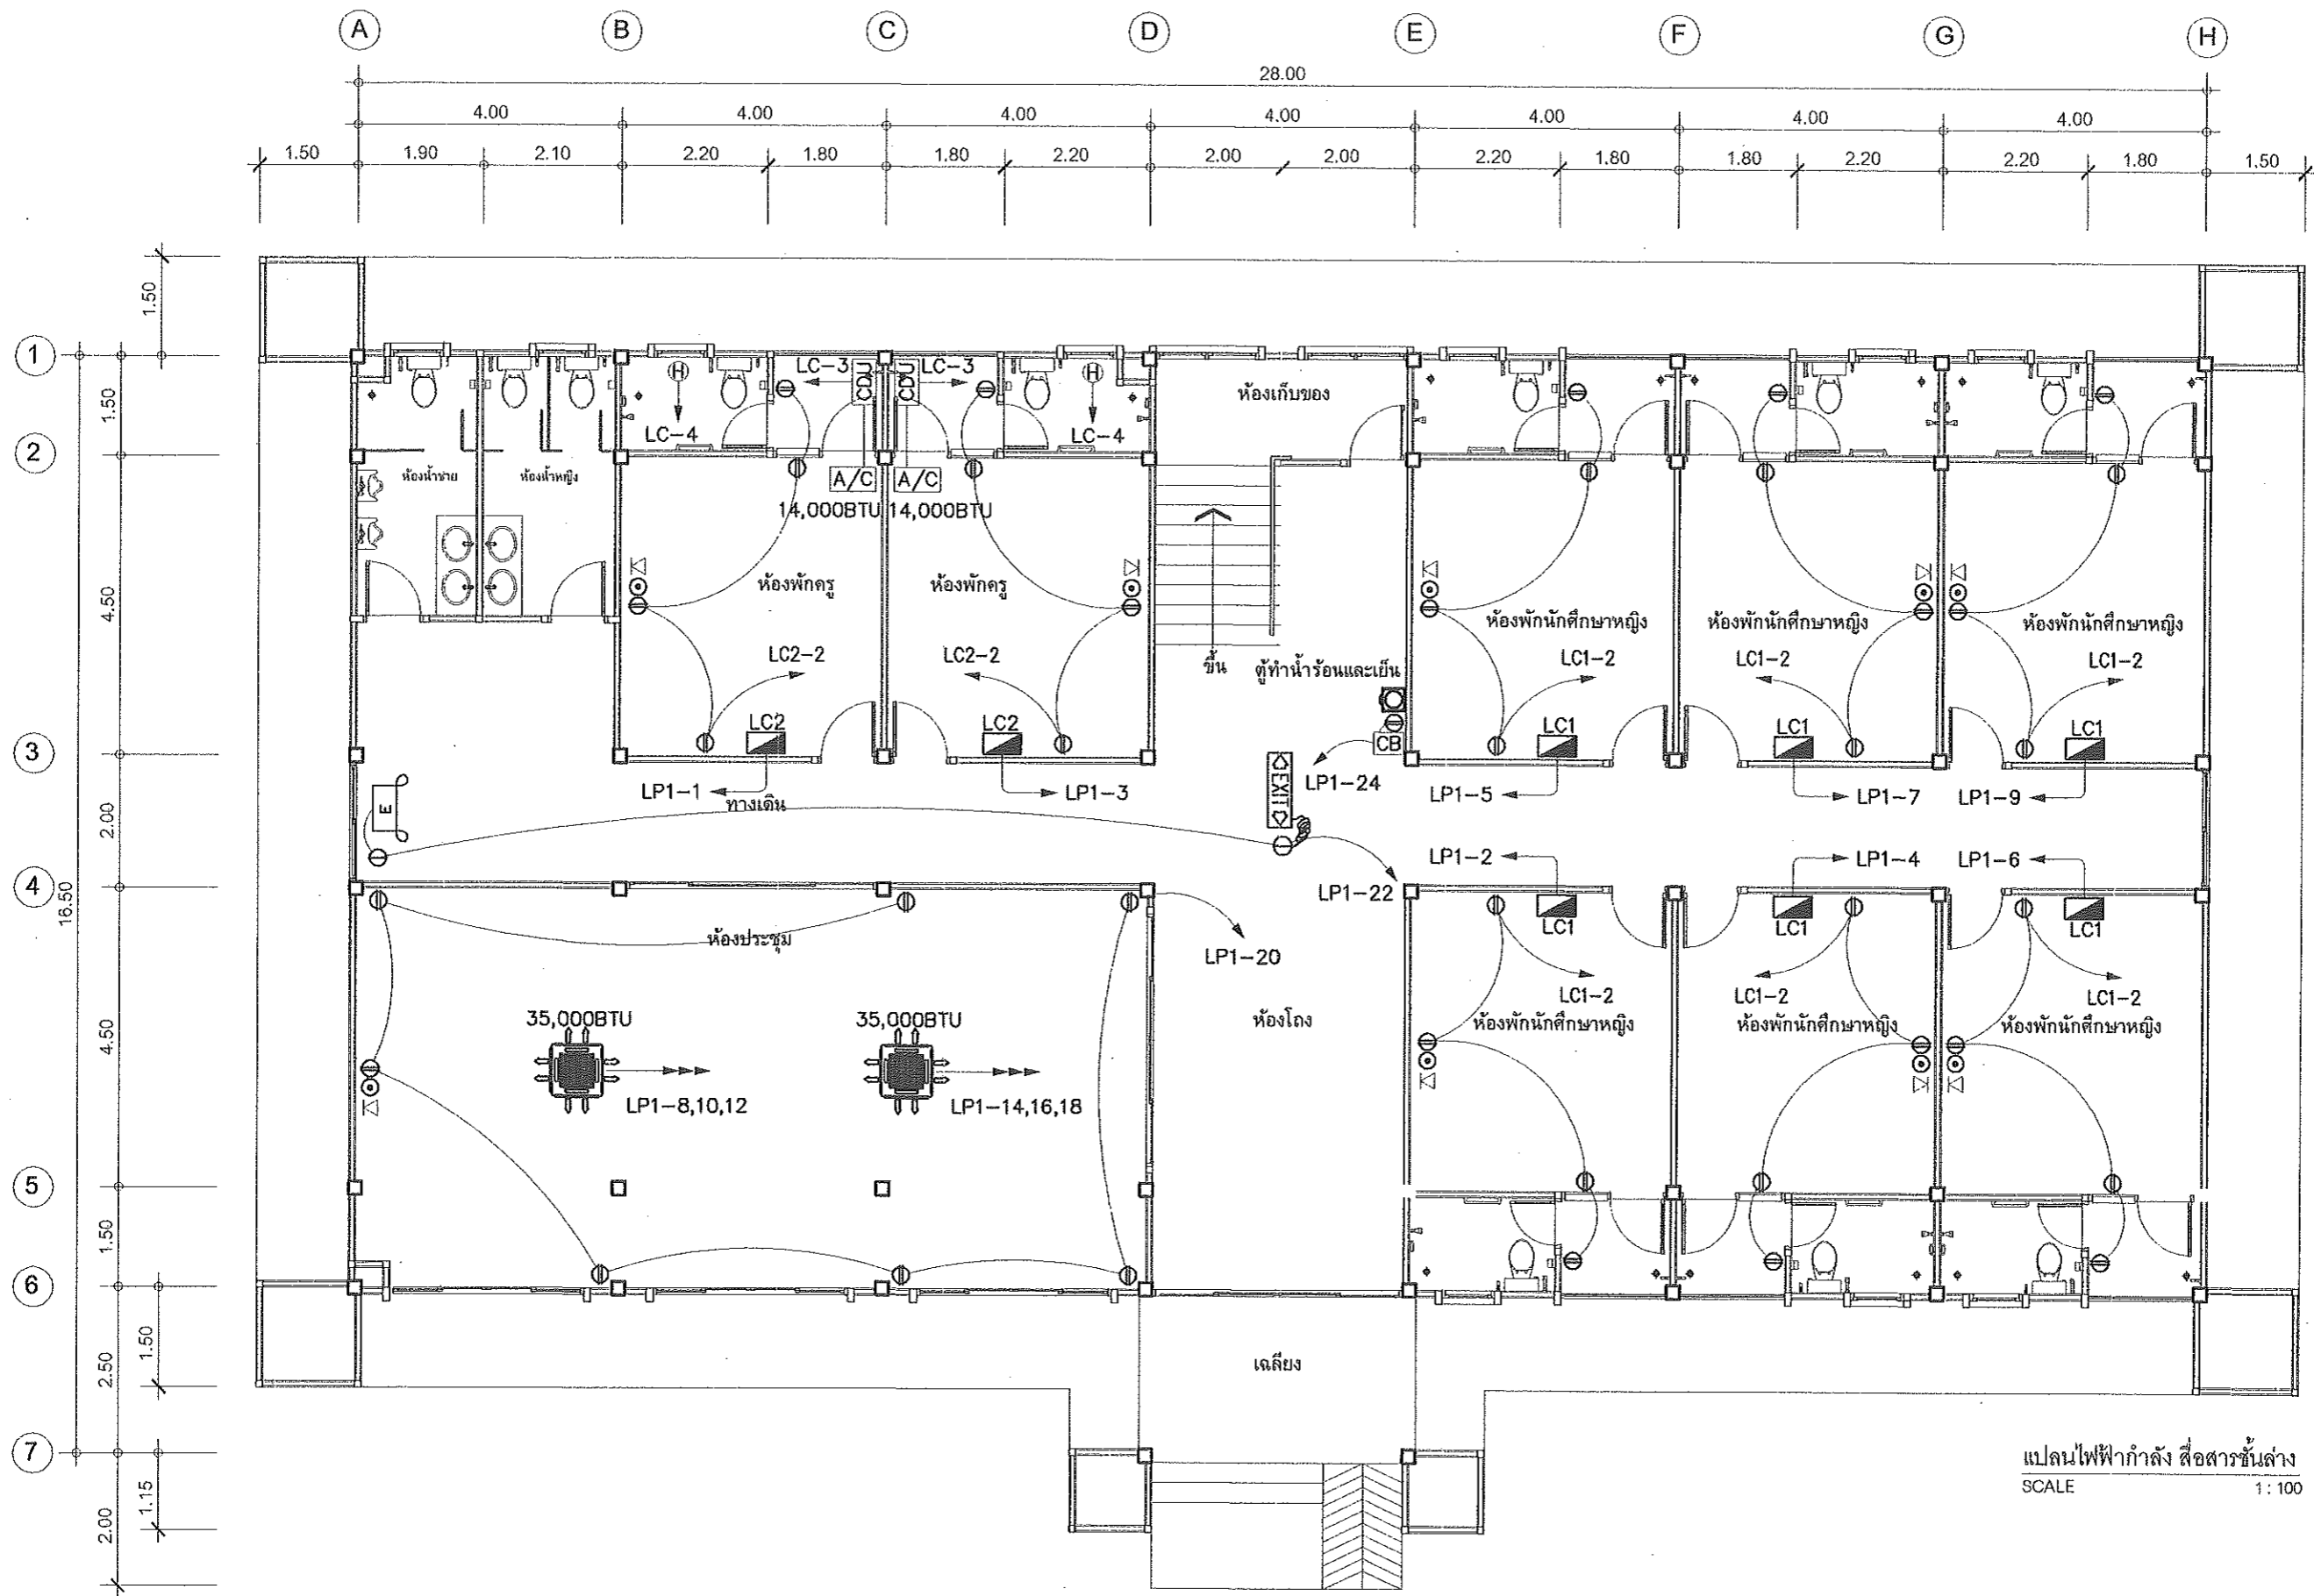 A B C D E F G H
28.00
4.00 4.00 4.00 4.00 4.00 4.00 4.00
1.50 1.90 2.10 2.20 1.80 1.80 2.20 2.00 2.00 2.20 1.80 1.80 2.20 2.20 1.80 1.50
1.50
1
LC-3 CDU CDU LC-3
H H
ห้องเก็บของ
1.50
LC-4 LC-4
2
ห้องน้ำชาย ห้องน้ำหญิง A/C A/C
14,000BTU 14,000BTU
4.50
ห้องพักครู ห้องพักครู
ห้องพักนักศึกษาหญิง ห้องพักนักศึกษาหญิง ห้องพักนักศึกษาหญิง
LC2-2 LC2-2 ขึ้น ตู้ทำน้ำร้อนและเย็น LC1-2 LC1-2 LC1-2
LC2 LC2 LC1 LC1 LC1
3
CB
LP1-1 LP1-3 LP1-24 LP1-5 LP1-7 LP1-9
ทางเดิน
E EXIT
2.00
LP1-2 LP1-4 LP1-6
4
LP1-22
16.50
LC1 LC1 LC1
ห้องประชุม
LP1-20
LC1-2 LC1-2 LC1-2
4.50
35,000BTU 35,000BTU ห้องโถง ห้องพักนักศึกษาหญิง ห้องพักนักศึกษาหญิง ห้องพักนักศึกษาหญิง
LP1-8,10,12 LP1-14,16,18
5
1.50
6
1.50
2.50
เฉลียง
7
แปลนไฟฟ้ากำลัง สื่อสารชั้นล่าง
SCALE 1 : 100
1.15
2.00